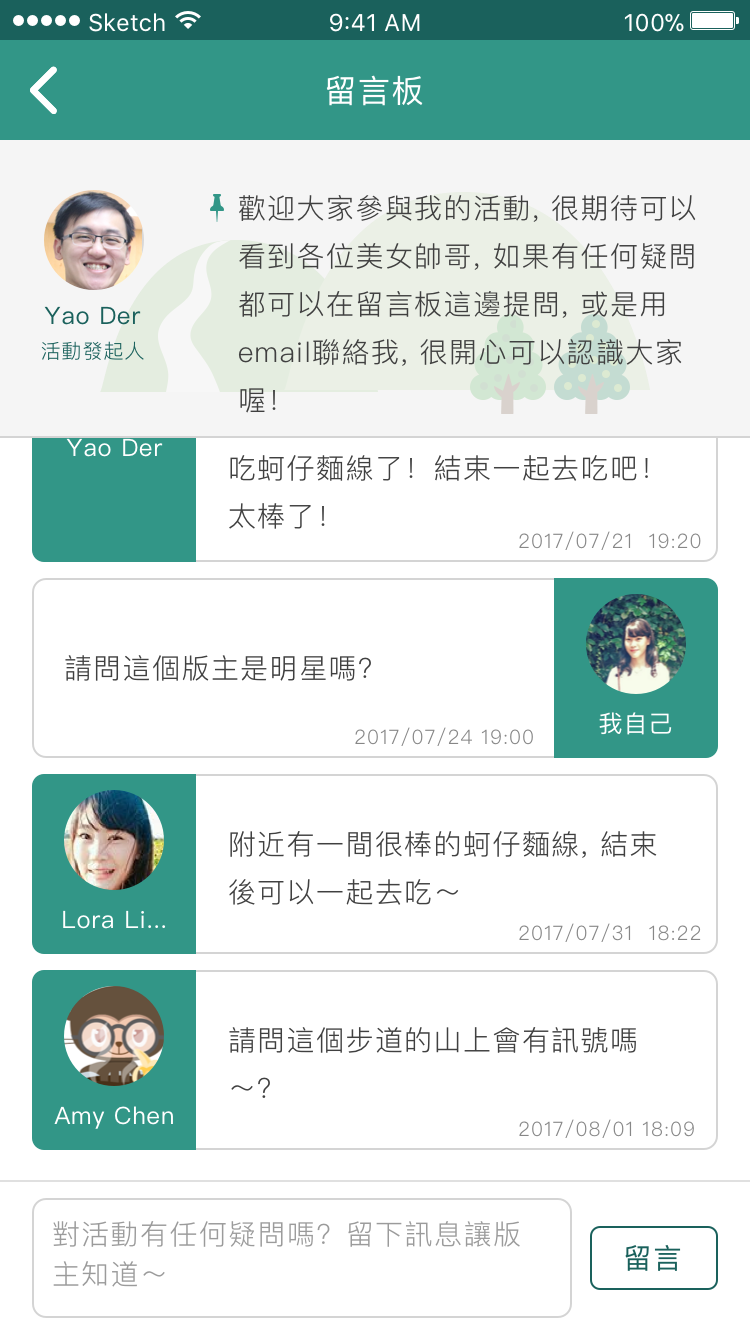 Sketch 9:41 AM 100%
留言板
歡迎大家參與我的活動, 很期待可以
看到各位美女帥哥, 如果有任何疑問
都可以在留言板這邊提問, 或是用
email聯絡我, 很開心可以認識大家
喔!
Yao Der
活動發起人
Yao Der
吃蚵仔麵線了! 結束一起去吃吧!
太棒了!
2017/07/21 19:20
請問這個版主是明星嗎?
2017/07/24 19:00
我自己
Lora Li...
附近有一間很棒的蚵仔麵線, 結束
後可以一起去吃～
2017/07/31 18:22
Amy Chen
請問這個步道的山上會有訊號嗎
～?
2017/08/01 18:09
對活動有任何疑問嗎? 留下訊息讓版
主知道～
留言